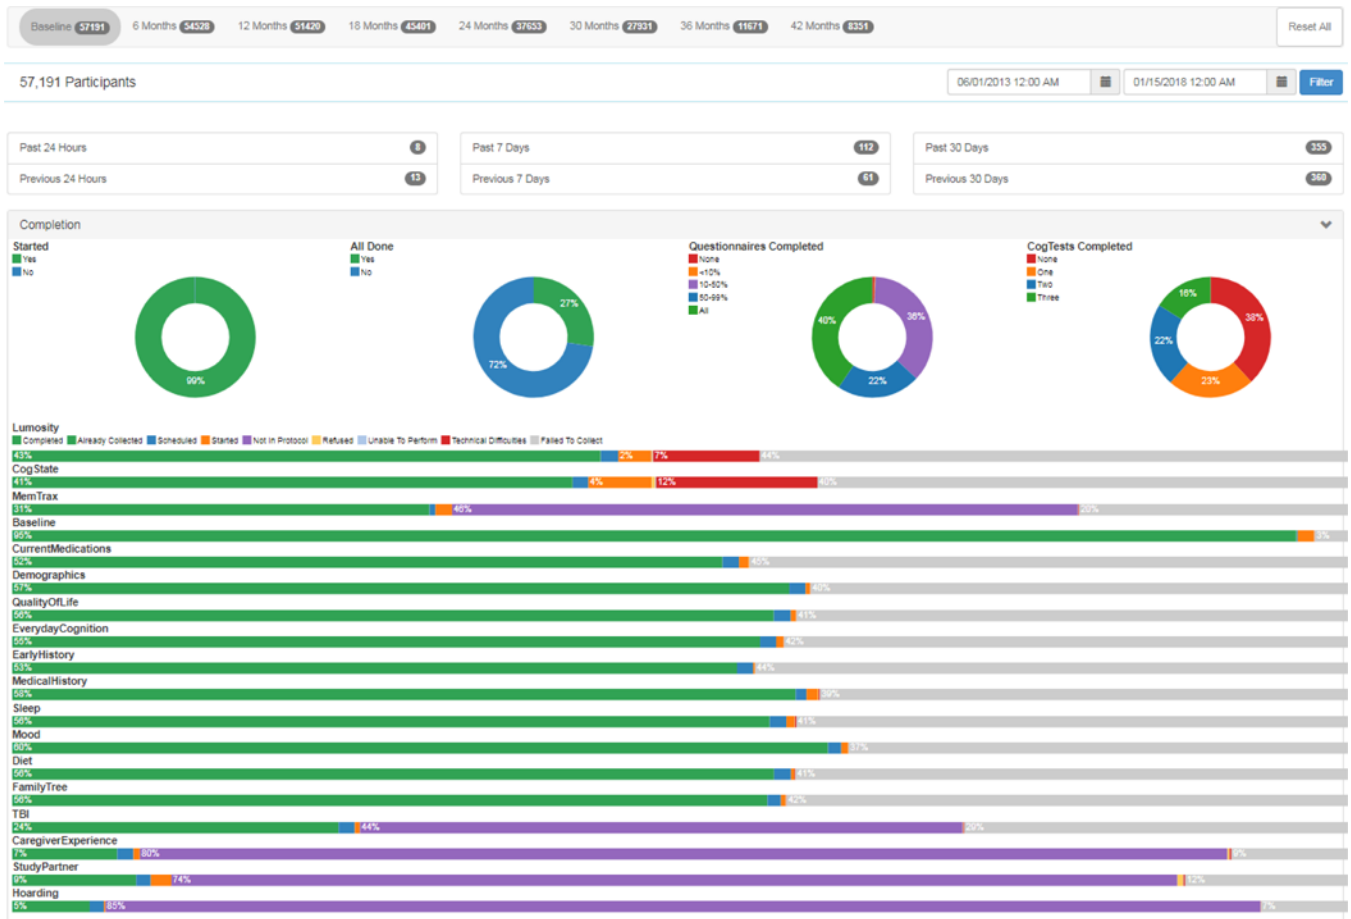 Baseline 57191 6 Months 54528 12 Months 51420 18 Months 45401 24 Months 37653 30 Months 27931 36 Months 11671 42 Months 8351 Reset All
57,191 Participants 06/01/2013 12:00 AM 01/15/2018 12:00 AM Filter
Past 24 Hours 8 Past 7 Days 112 Past 30 Days 355
Previous 24 Hours 13 Previous 7 Days 61 Previous 30 Days 360
Completion
Started
Yes
No
99%
All Done
Yes
No
27%
72%
Questionnaires Completed
None
<10%
10-50%
50-99%
All
40%
36%
22%
CogTests Completed
None
One
Two
Three
16%
38%
22%
23%
Lumosity
Completed Already Collected Scheduled Started Not In Protocol Refused Unable To Perform Technical Difficulties Failed To Collect
43% 2% 7% 44%
CogState
41% 4% 12% 40%
MemTrax
31% 46% 20%
Baseline
95% 3%
CurrentMedications
52% 45%
Demographics
57% 40%
QualityOfLife
56% 41%
EverydayCognition
55% 42%
EarlyHistory
53% 44%
MedicalHistory
58% 39%
Sleep
56% 41%
Mood
60% 37%
Diet
56% 41%
FamilyTree
56% 42%
TBI
24% 44% 29%
CaregiverExperience
7% 80% 9%
StudyPartner
9% 74% 12%
Hoarding
5% 85% 7%